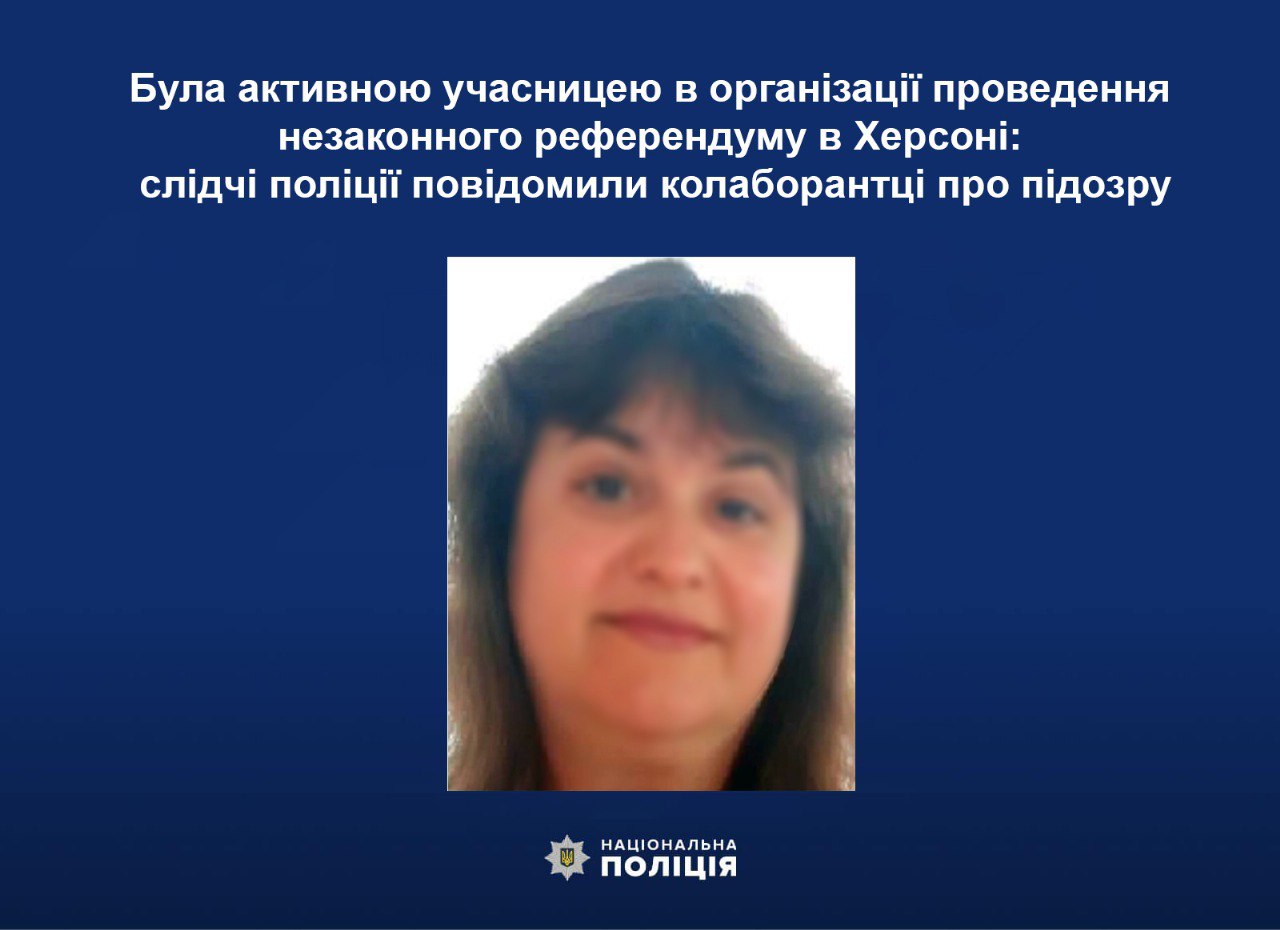 Була активною учасницею в організації проведення
незаконного референдуму в Херсоні:
слідчі поліції повідомили колаборантці про підозру
НАЦІОНАЛЬНА
ПОЛІЦІЯ